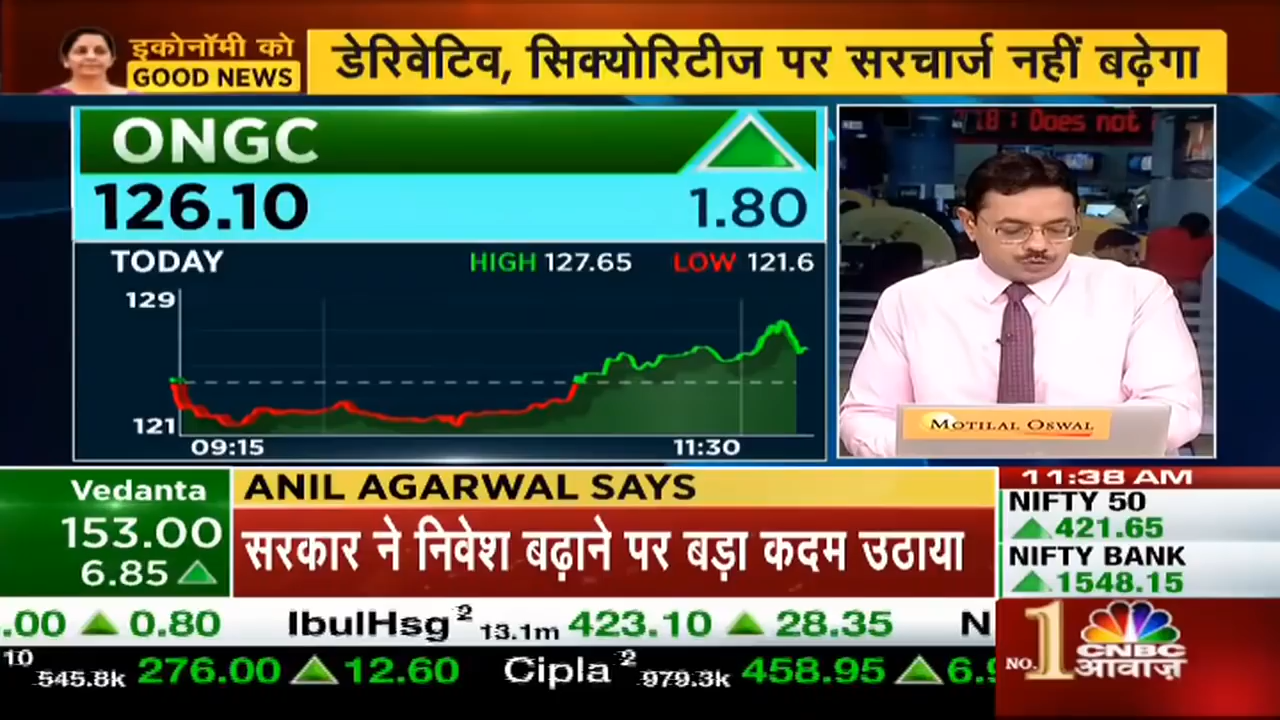 इकोनॉमी को
GOOD NEWS
डेरिवेटिव, सिक्योरिटीज पर सरचार्ज नहीं बढ़ेगा
ONGC
126.10 1.80
TODAY HIGH 127.65 LOW 121.6
129
121
09:15 11:30
.8 : Does not
MOTILAL OSWAL
Vedanta
153.00
6.85
ANIL AGARWAL SAYS
सरकार ने निवेश बढ़ाने पर बड़ा कदम उठाया
11:38 AM
NIFTY 50
421.65
NIFTY BANK
1548.15
.00 0.80 IbulHsg 2 13.1m 423.10 28.35 N
10 545.8k 276.00 12.60 Cipla 2 979.3k 458.95 6.9
NO.1 CNBC आवाज़